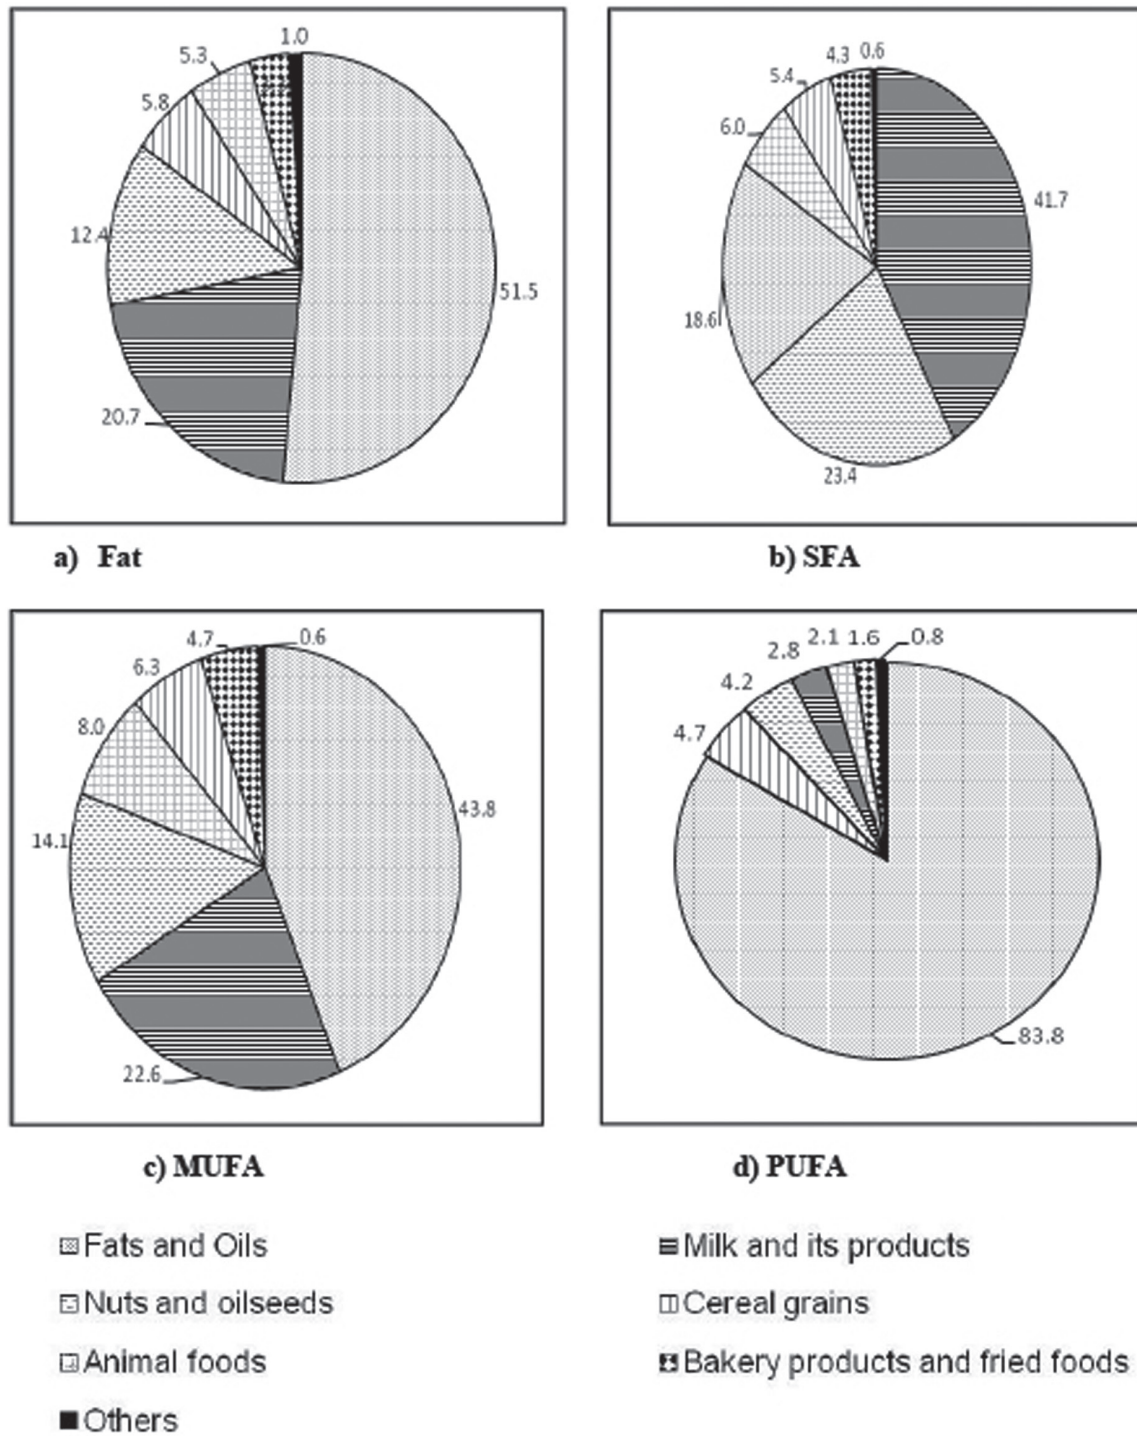 1.0
5.3
5.8
12.4
20.7
51.5
a) Fat
0.6
4.3
5.4
6.0
18.6
23.4
41.7
b) SFA
0.6
4.7
6.3
8.0
14.1
22.6
43.8
c) MUFA
0.8
1.6
2.1
2.8
4.2
4.7
83.8
d) PUFA
Fats and Oils
Milk and its products
Nuts and oilseeds
Cereal grains
Animal foods
Bakery products and fried foods
Others